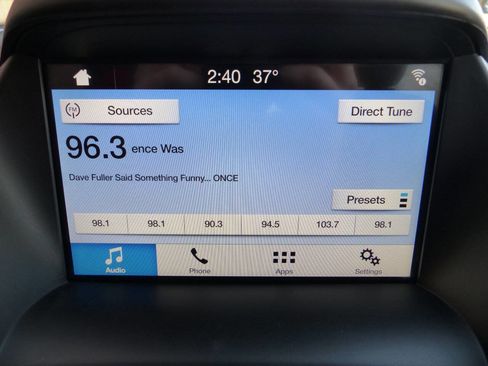 2:40 37°
FM Sources Direct Tune
96.3 ence Was
Dave Fuller Said Something Funny... ONCE
Presets
98.1 98.1 90.3 94.5 103.7 98.1
Audio Phone Apps Settings